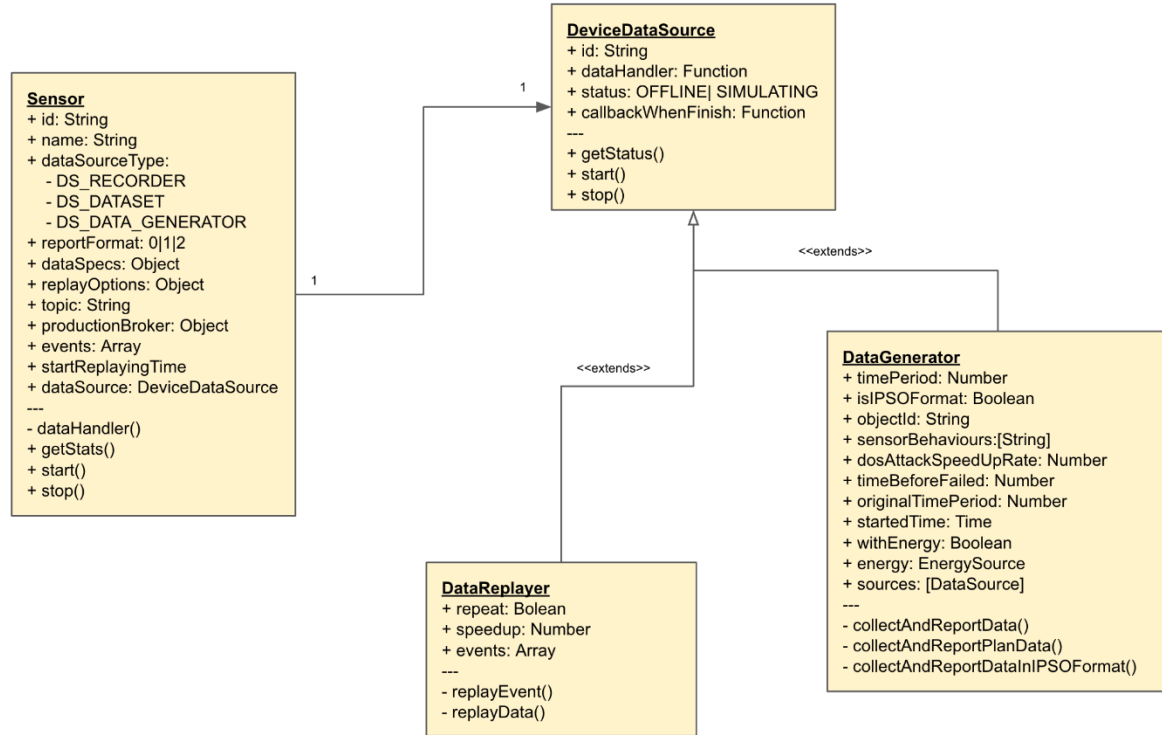 DeviceDataSource
+ id: String
+ dataHandler: Function
+ status: OFFLINE| SIMULATING
+ callbackWhenFinish: Function
---
+ getStatus()
+ start()
+ stop()
Sensor
+ id: String
+ name: String
+ dataSourceType:
- DS_RECORDER
- DS_DATASET
- DS_DATA_GENERATOR
+ reportFormat: 0|1|2
+ dataSpecs: Object
+ replayOptions: Object
+ topic: String
+ productionBroker: Object
+ events: Array
+ startReplayingTime
+ dataSource: DeviceDataSource
---
- dataHandler()
+ getStats()
+ start()
+ stop()
1
1
<<extends>>
<<extends>>
DataGenerator
+ timePeriod: Number
+ isIPSOFormat: Boolean
+ objectId: String
+ sensorBehaviours:[String]
+ dosAttackSpeedUpRate: Number
+ timeBeforeFailed: Number
+ originalTimePeriod: Number
+ startedTime: Time
+ withEnergy: Boolean
+ energy: EnergySource
+ sources: [DataSource]
---
- collectAndReportData()
- collectAndReportPlanData()
- collectAndReportDataInIPSOFormat()
DataReplayer
+ repeat: Bolean
+ speedup: Number
+ events: Array
---
- replayEvent()
- replayData()